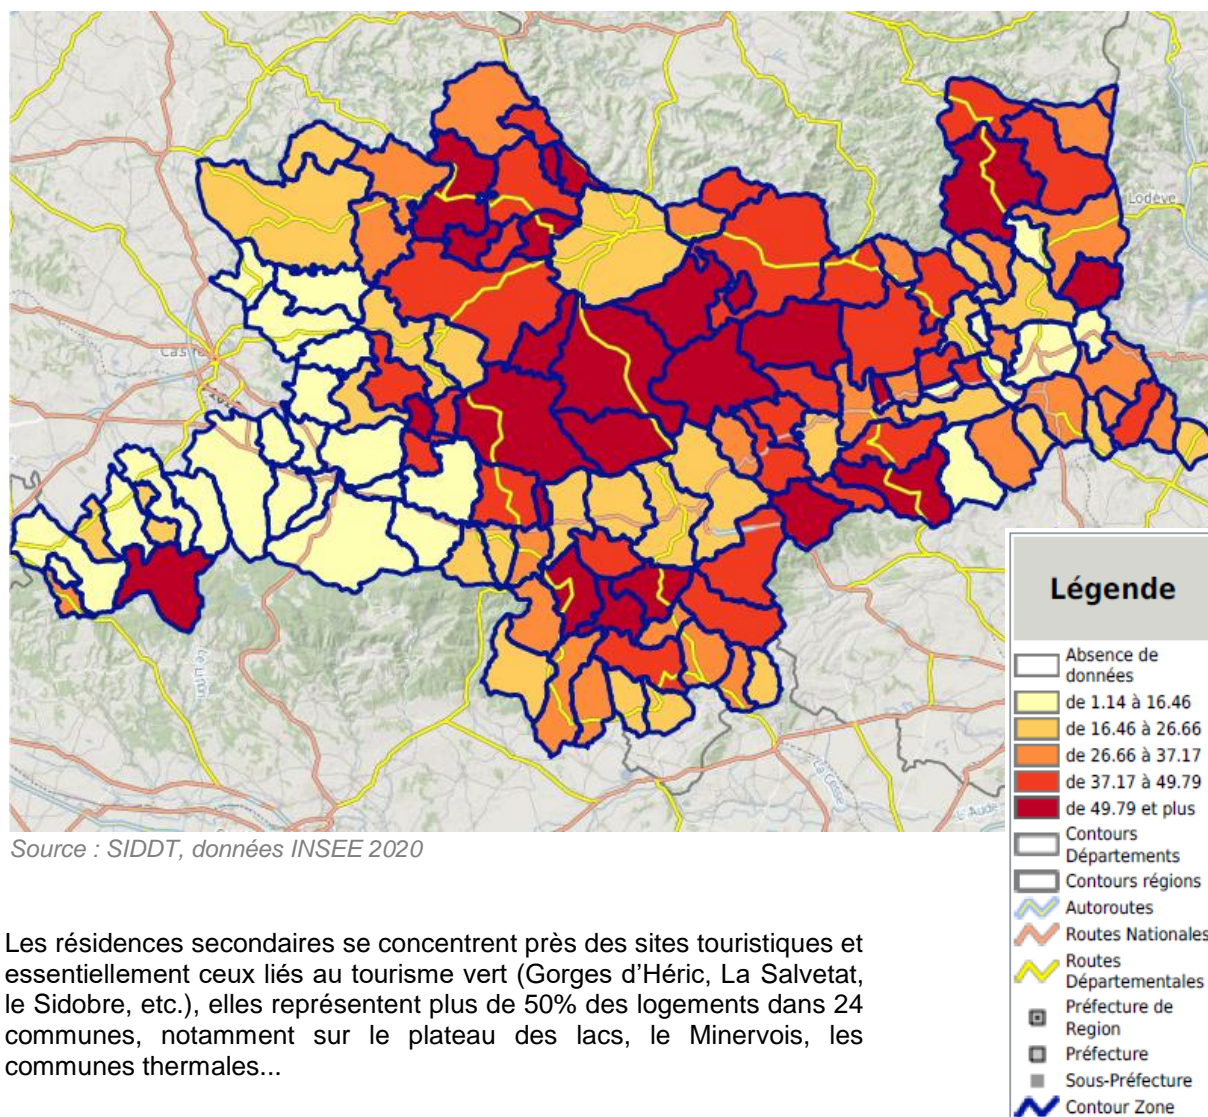 Lodève
Cas
Légende
Absence de
données
de 1.14 à 16.46
de 16.46 à 26.66
de 26.66 à 37.17
de 37.17 à 49.79
de 49.79 et plus
Contours
Départements
Contours régions
Autoroutes
Routes Nationales
Routes
Départementales
Préfecture de
Region
Préfecture
Sous-Préfecture
Contour Zone
La Cesse
L'Aude
Source : SIDDT, données INSEE 2020
Les résidences secondaires se concentrent près des sites touristiques et
essentiellement ceux liés au tourisme vert (Gorges d’Héric, La Salvetat,
le Sidobre, etc.), elles représentent plus de 50% des logements dans 24
communes, notamment sur le plateau des lacs, le Minervois, les
communes thermales...